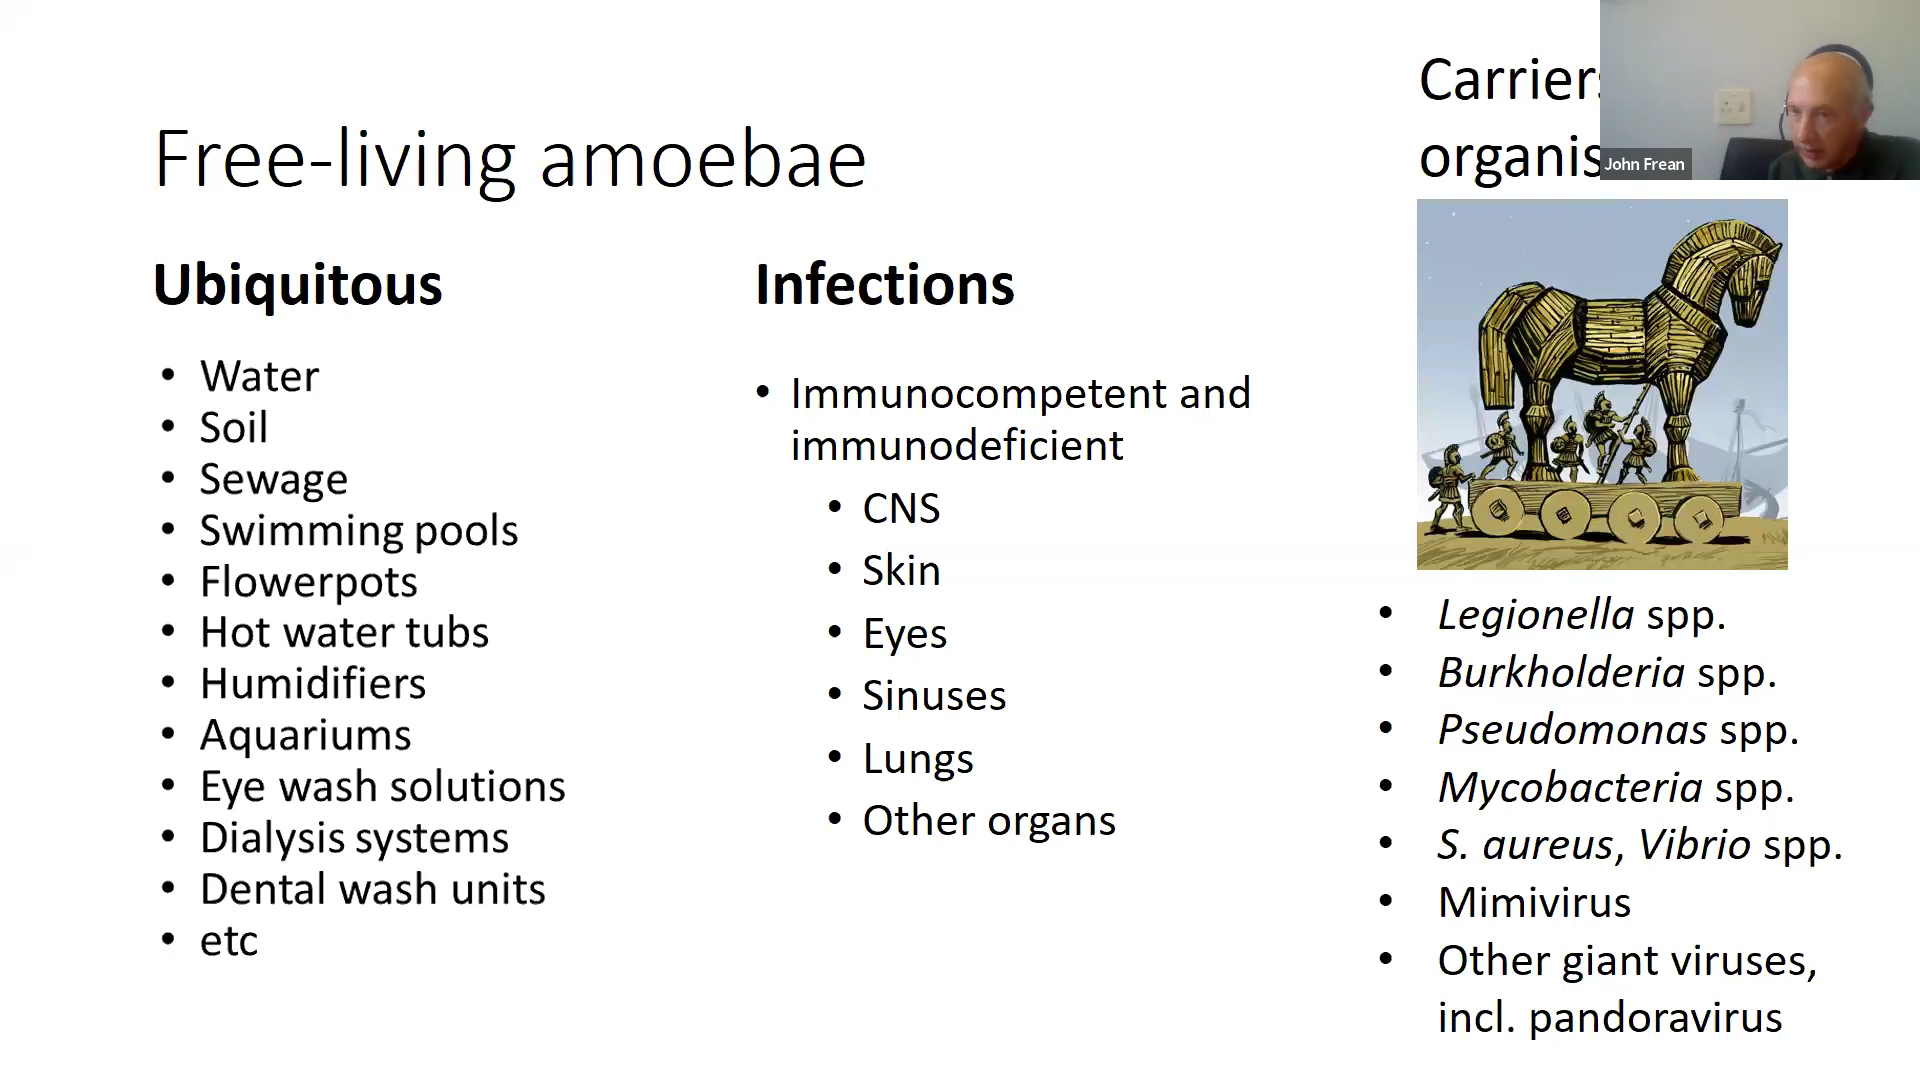 Free-living amoebae
Ubiquitous
• Water
• Soil
• Sewage
• Swimming pools
• Flowerpots
• Hot water tubs
• Humidifiers
• Aquariums
• Eye wash solutions
• Dialysis systems
• Dental wash units
• etc
Infections
• Immunocompetent and
immunodeficient
• CNS
• Skin
• Eyes
• Sinuses
• Lungs
• Other organs
John Frean
• Legionella spp.
• Burkholderia spp.
• Pseudomonas spp.
• Mycobacteria spp.
• S. aureus, Vibrio spp.
• Mimivirus
• Other giant viruses,
incl. pandoravirus